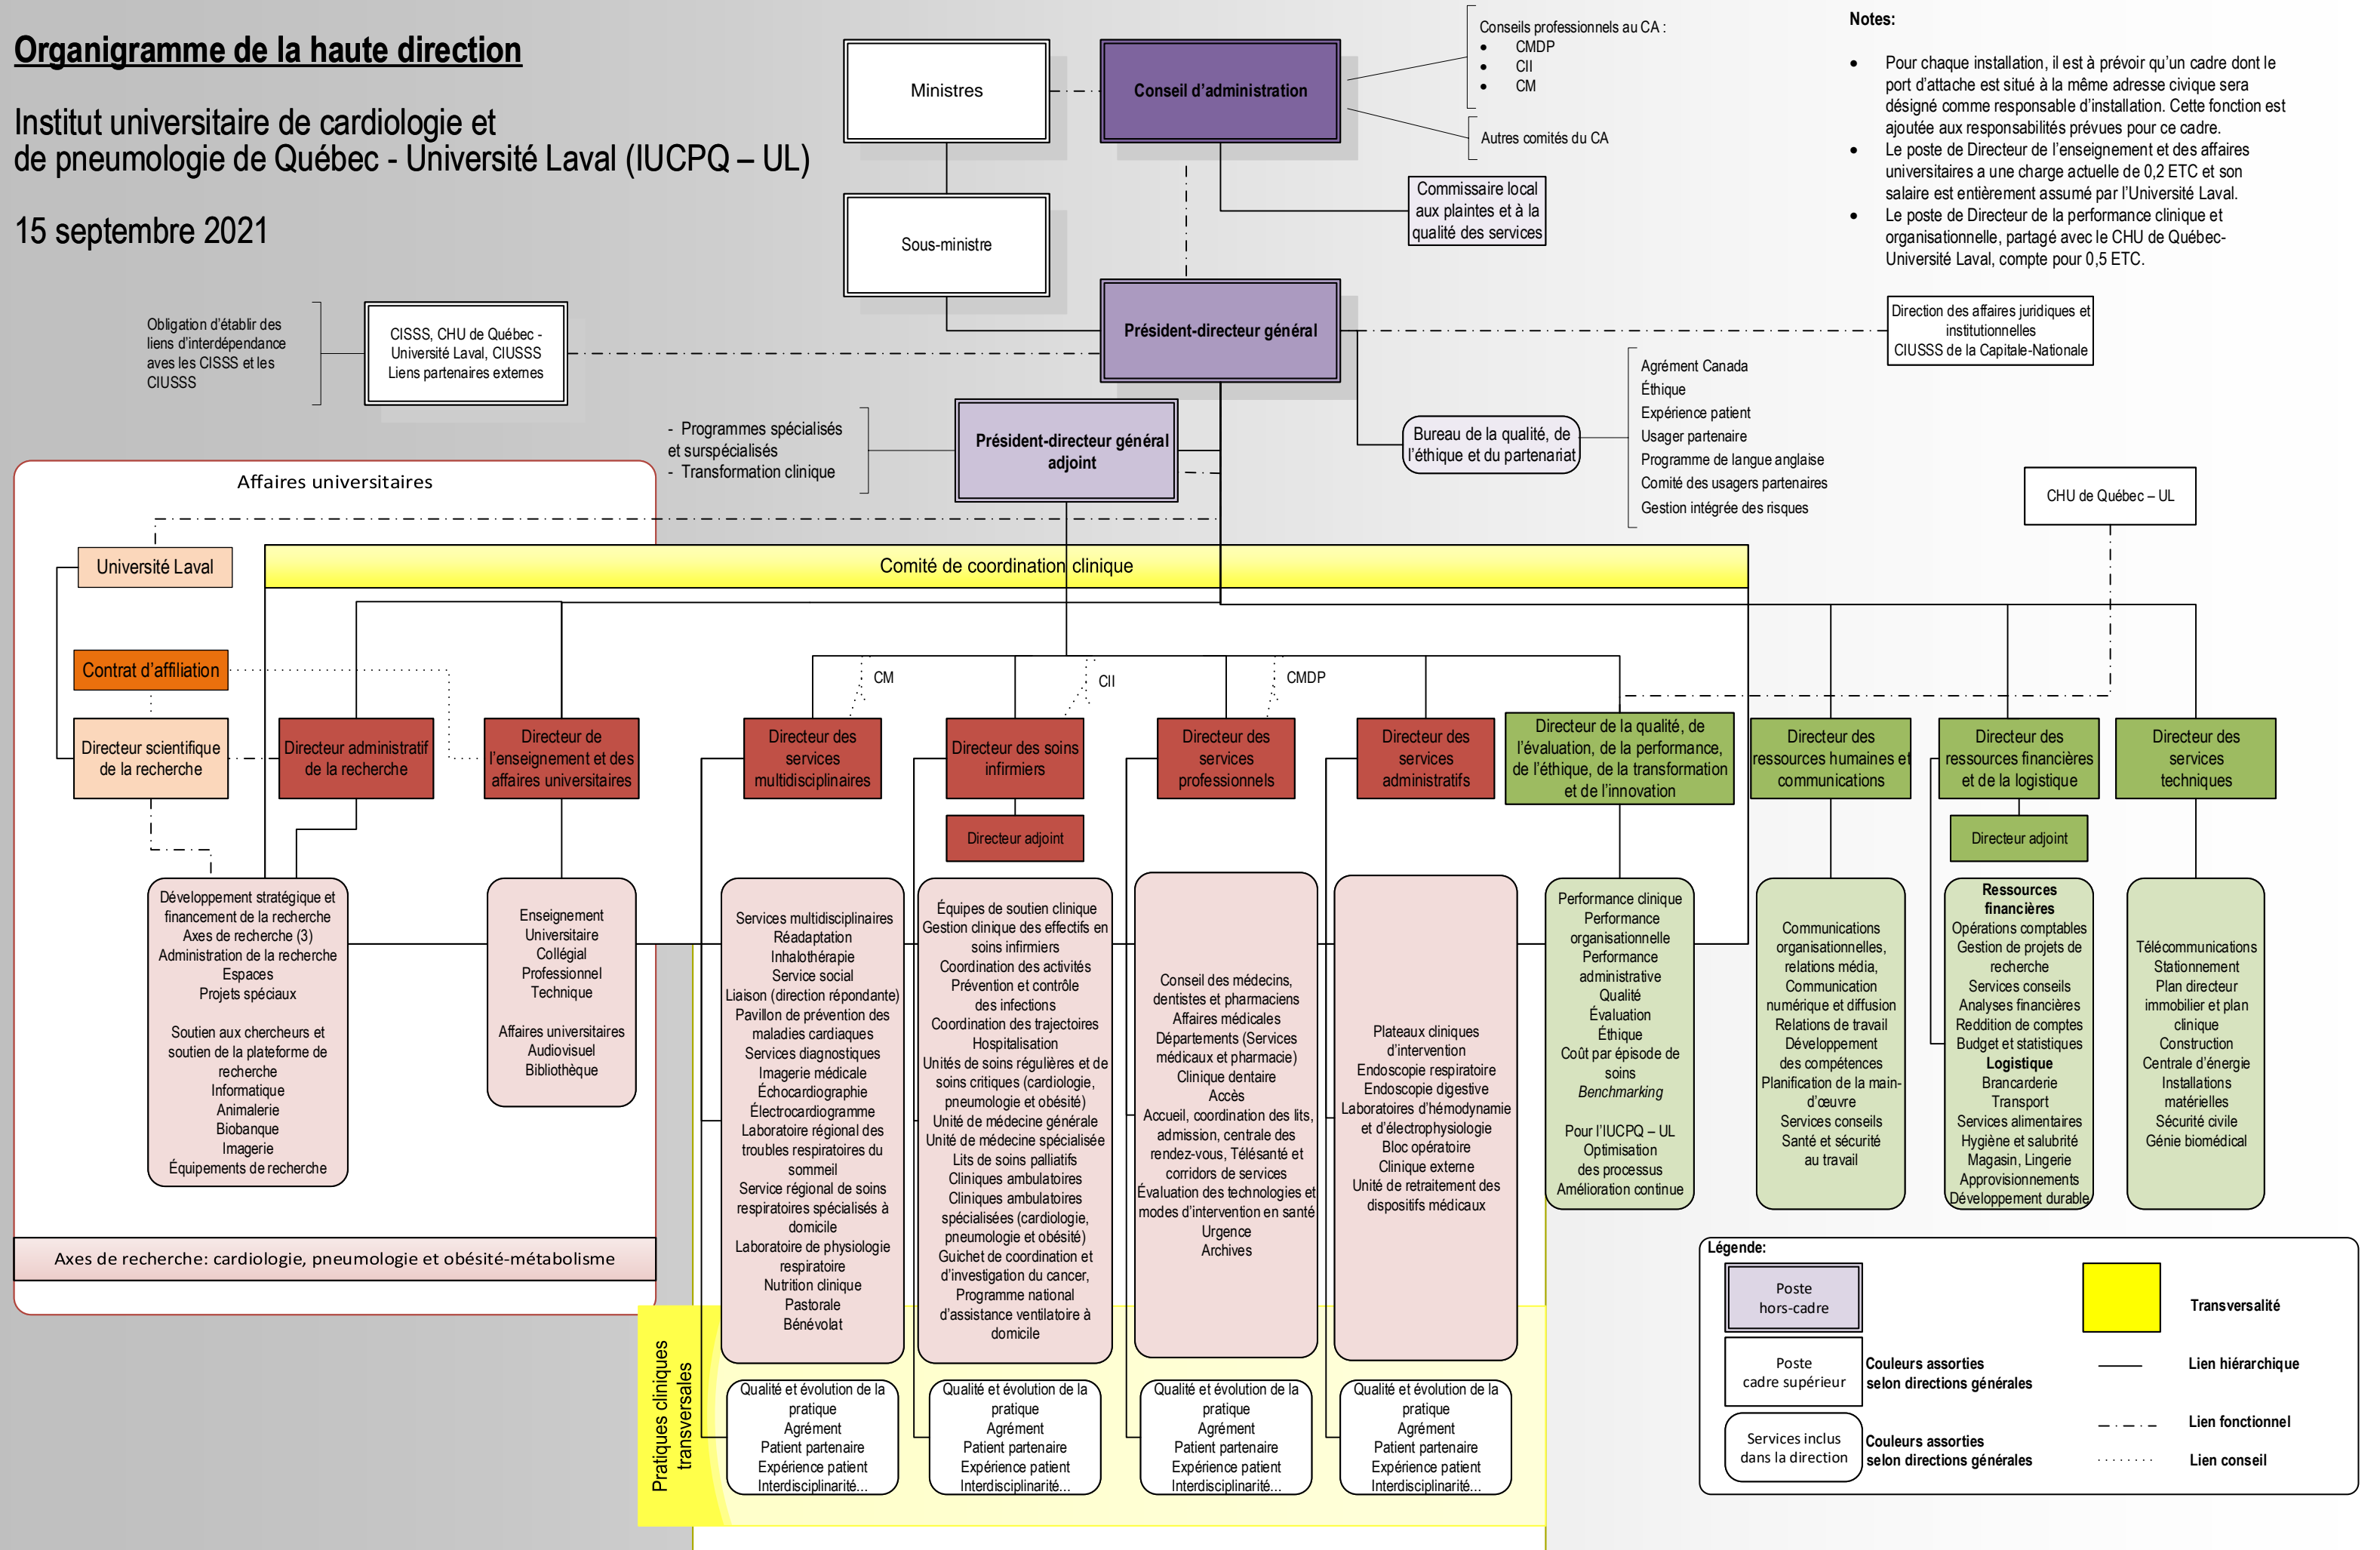 Organigramme de la haute direction
Institut universitaire de cardiologie et
de pneumologie de Québec - Université Laval (IUCPQ – UL)
15 septembre 2021
Ministres
Conseil d'administration
Conseils professionnels au CA :
• CMDP
• CII
• CM
Autres comités du CA
Commissaire local
aux plaintes et à la
qualité des services
Sous-ministre
Notes:
• Pour chaque installation, il est à prévoir qu'un cadre dont le
port d'attache est situé à la même adresse civique sera
désigné comme responsable d'installation. Cette fonction est
ajoutée aux responsabilités prévues pour ce cadre.
• Le poste de Directeur de l'enseignement et des affaires
universitaires a une charge actuelle de 0,2 ETC et son
salaire est entièrement assumé par l'Université Laval.
• Le poste de Directeur de la performance clinique et
organisationnelle, partagé avec le CHU de Québec-
Université Laval, compte pour 0,5 ETC.
Obligation d'établir des
liens d'interdépendance
aves les CISSS et les
CIUSSS
CISSS, CHU de Québec -
Université Laval, CIUSSS
Liens partenaires externes
Président-directeur général
Direction des affaires juridiques et
institutionnelles
CIUSSS de la Capitale-Nationale
- Programmes spécialisés
et surspécialisés
- Transformation clinique
Président-directeur général
adjoint
Bureau de la qualité, de
l'éthique et du partenariat
Agrément Canada
Éthique
Expérience patient
Usager partenaire
Programme de langue anglaise
Comité des usagers partenaires
Gestion intégrée des risques
CHU de Québec – UL
Affaires universitaires
Université Laval
Comité de coordination clinique
Contrat d'affiliation
CM
CII
CMDP
Directeur scientifique
de la recherche
Directeur administratif
de la recherche
Directeur de
l'enseignement et des
affaires universitaires
Directeur des
services
multidisciplinaires
Directeur des soins
infirmiers
Directeur adjoint
Directeur des
services
professionnels
Directeur des
services
administratifs
Directeur de la qualité, de
l'évaluation, de la performance,
de l'éthique, de la transformation
et de l'innovation
Directeur des
ressources humaines et
communications
Directeur des
ressources financières
et de la logistique
Directeur adjoint
Directeur des
services
techniques
Développement stratégique et
financement de la recherche
Axes de recherche (3)
Administration de la recherche
Espaces
Projets spéciaux
Soutien aux chercheurs et
soutien de la plateforme de
recherche
Informatique
Animalerie
Biobanque
Imagerie
Équipements de recherche
Enseignement
Universitaire
Collégial
Professionnel
Technique
Affaires universitaires
Audiovisuel
Bibliothèque
Services multidisciplinaires
Réadaptation
Inhalothérapie
Service social
Liaison (direction répondante)
Pavillon de prévention des
maladies cardiaques
Services diagnostiques
Imagerie médicale
Échocardiographie
Électrocardiogramme
Laboratoire régional des
troubles respiratoires du
sommeil
Service régional de soins
respiratoires spécialisés à
domicile
Laboratoire de physiologie
respiratoire
Nutrition clinique
Pastorale
Bénévolat
Équipes de soutien clinique
Gestion clinique des effectifs en
soins infirmiers
Coordination des activités
Prévention et contrôle
des infections
Coordination des trajectoires
Hospitalisation
Unités de soins régulières et de
soins critiques (cardiologie,
pneumologie et obésité)
Unité de médecine générale
Unité de médecine spécialisée
Lits de soins palliatifs
Cliniques ambulatoires
Cliniques ambulatoires
spécialisées (cardiologie,
pneumologie et obésité)
Guichet de coordination et
d'investigation du cancer,
Programme national
d'assistance ventilatoire à
domicile
Conseil des médecins,
dentistes et pharmaciens
Affaires médicales
Départements (Services
médicaux et pharmacie)
Clinique dentaire
Accès
Accueil, coordination des lits,
admission, centrale des
rendez-vous, Télésanté et
corridors de services
Évaluation des technologies et
modes d'intervention en santé
Urgence
Archives
Plateaux cliniques
d'intervention
Endoscopie respiratoire
Endoscopie digestive
Laboratoires d'hémodynamie
et d'électrophysiologie
Bloc opératoire
Clinique externe
Unité de retraitement des
dispositifs médicaux
Performance clinique
Performance
organisationnelle
Performance
administrative
Qualité
Évaluation
Éthique
Coût par épisode de
soins
Benchmarking
Pour l'IUCPQ – UL
Optimisation
des processus
Amélioration continue
Communications
organisationnelles,
relations média,
Communication
numérique et diffusion
Relations de travail
Développement
des compétences
Planification de la main-
d'œuvre
Services conseils
Santé et sécurité
au travail
Ressources
financières
Opérations comptables
Gestion de projets de
recherche
Services conseils
Analyses financières
Reddition de comptes
Budget et statistiques
Logistique
Brancarderie
Transport
Services alimentaires
Hygiène et salubrité
Magasin, Lingerie
Approvisionnements
Développement durable
Télécommunications
Stationnement
Plan directeur
immobilier et plan
clinique
Construction
Centrale d'énergie
Installations
matérielles
Sécurité civile
Génie biomédical
Axes de recherche: cardiologie, pneumologie et obésité-métabolisme
Pratiques cliniques
transversales
Qualité et évolution de la
pratique
Agrément
Patient partenaire
Expérience patient
Interdisciplinarité...
Qualité et évolution de la
pratique
Agrément
Patient partenaire
Expérience patient
Interdisciplinarité...
Qualité et évolution de la
pratique
Agrément
Patient partenaire
Expérience patient
Interdisciplinarité...
Qualité et évolution de la
pratique
Agrément
Patient partenaire
Expérience patient
Interdisciplinarité...
Légende:
Poste
hors-cadre
Transversalité
Poste
cadre supérieur
Couleurs assorties
selon directions générales
Lien hiérarchique
Lien fonctionnel
Services inclus
dans la direction
Couleurs assorties
selon directions générales
Lien conseil